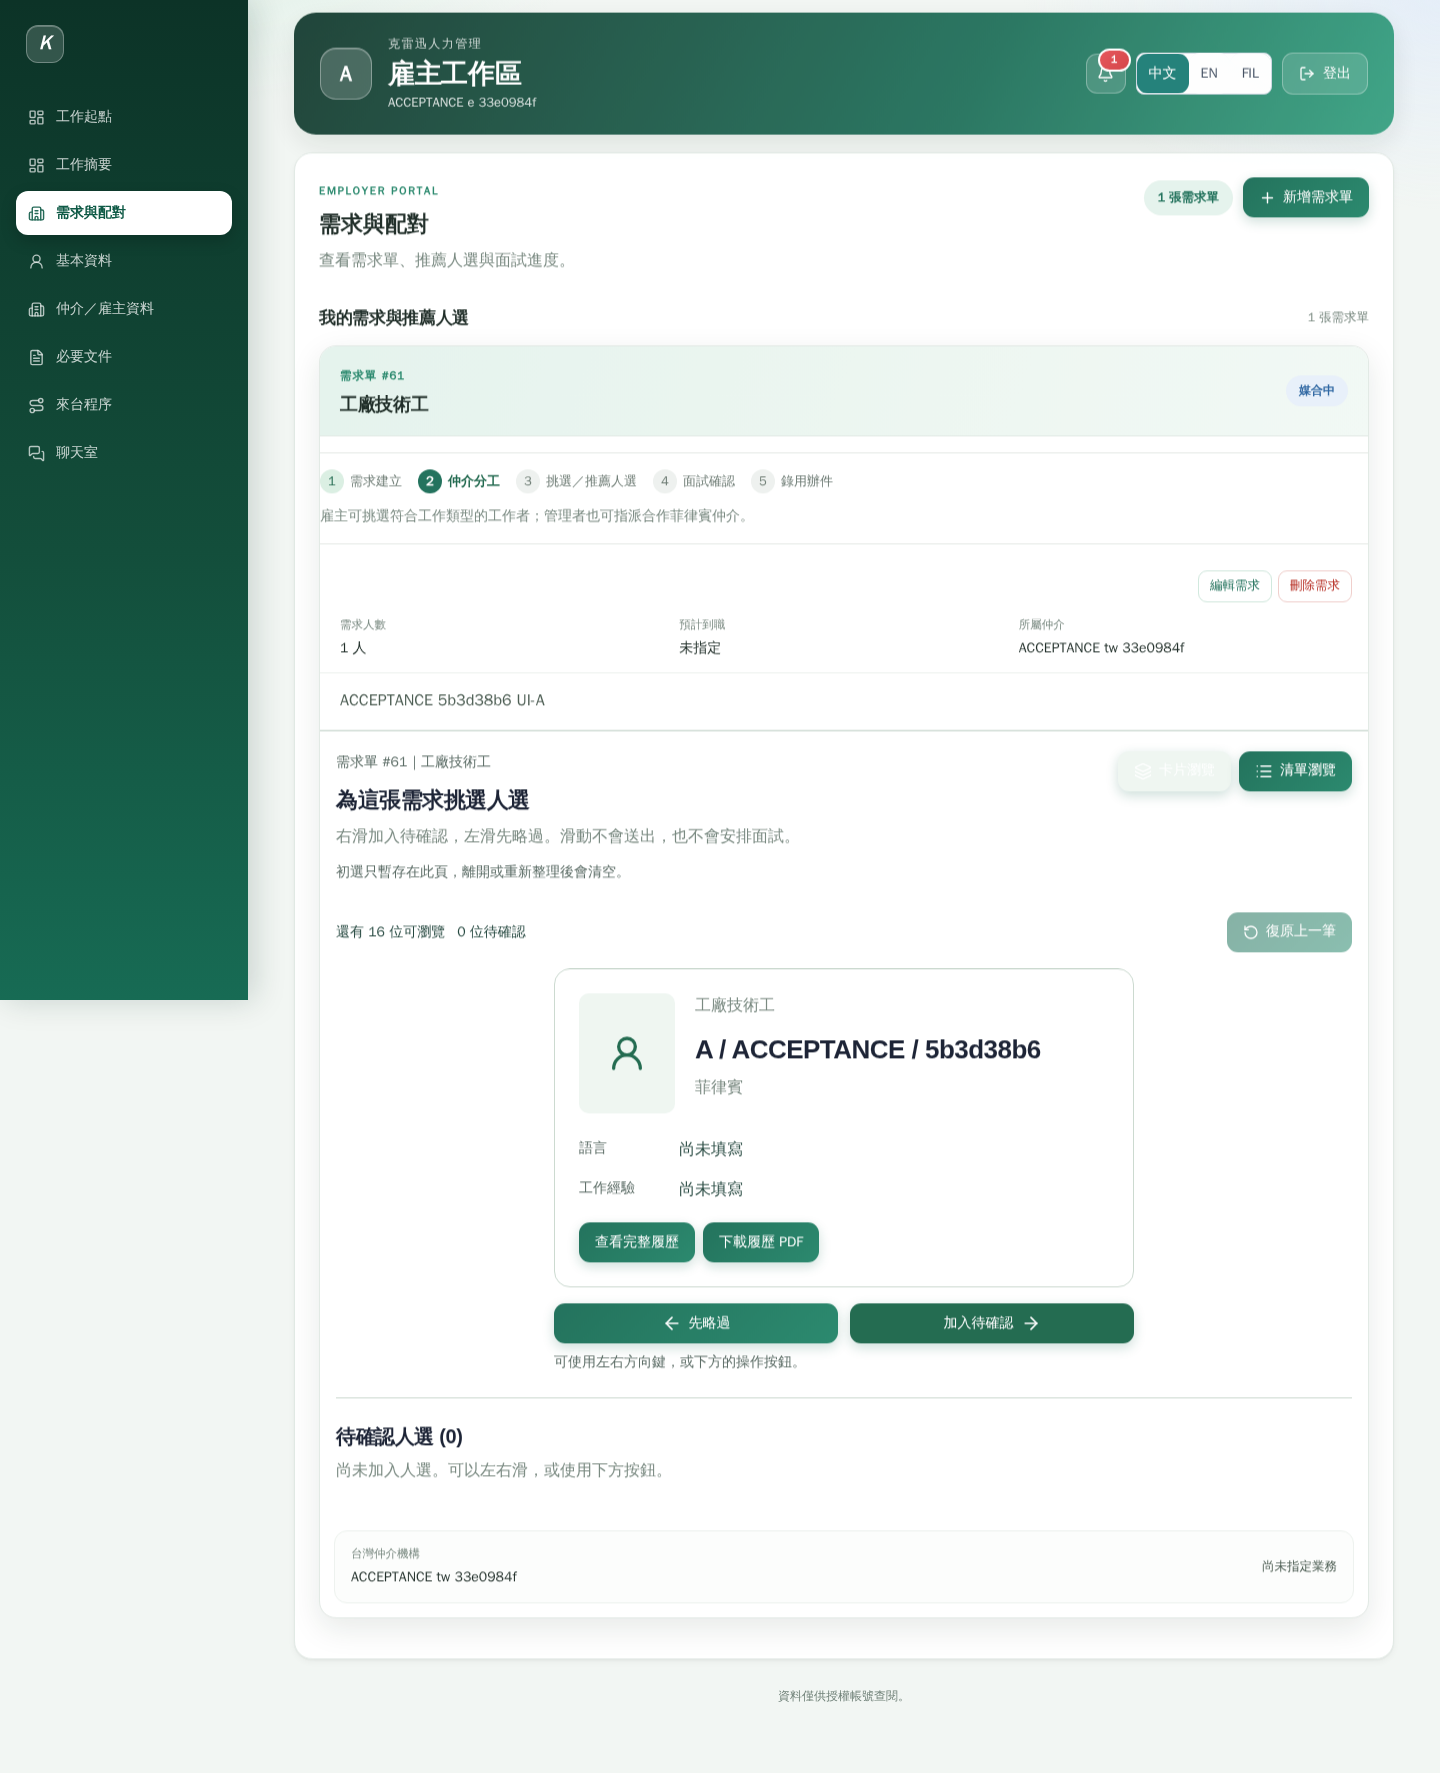 K
工作起點
工作摘要
需求與配對
基本資料
仲介／雇主資料
必要文件
來台程序
聊天室
A
克雷迅人力管理
雇主工作區
ACCEPTANCE e 33e0984f
1
中文
EN
FIL
登出
EMPLOYER PORTAL
需求與配對
查看需求單、推薦人選與面試進度。
1 張需求單
新增需求單
我的需求與推薦人選
1 張需求單
需求單 #61
工廠技術工
媒合中
1 需求建立 2 仲介分工 3 挑選／推薦人選 4 面試確認 5 錄用辦件
雇主可挑選符合工作類型的工作者；管理者也可指派合作菲律賓仲介。
編輯需求 刪除需求
需求人數 預計到職 所屬仲介
1 人 未指定 ACCEPTANCE tw 33e0984f
ACCEPTANCE 5b3d38b6 UI-A
需求單 #61｜工廠技術工
卡片瀏覽 清單瀏覽
為這張需求挑選人選
右滑加入待確認，左滑先略過。滑動不會送出，也不會安排面試。
初選只暫存在此頁，離開或重新整理後會清空。
還有 16 位可瀏覽 0 位待確認
復原上一筆
工廠技術工
A / ACCEPTANCE / 5b3d38b6
菲律賓
語言 尚未填寫
工作經驗 尚未填寫
查看完整履歷 下載履歷 PDF
先略過 加入待確認
可使用左右方向鍵，或下方的操作按鈕。
待確認人選 (0)
尚未加入人選。可以左右滑，或使用下方按鈕。
台灣仲介機構
ACCEPTANCE tw 33e0984f
尚未指定業務
資料僅供授權帳號查閱。